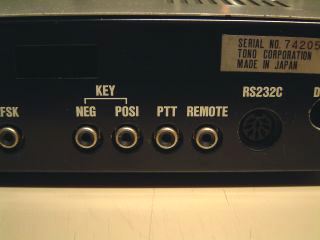 SERIAL NO. 74205
TONO CORPORATION
MADE IN JAPAN
KEY
RS232C
D
FSK
NEG
POSI
PTT
REMOTE